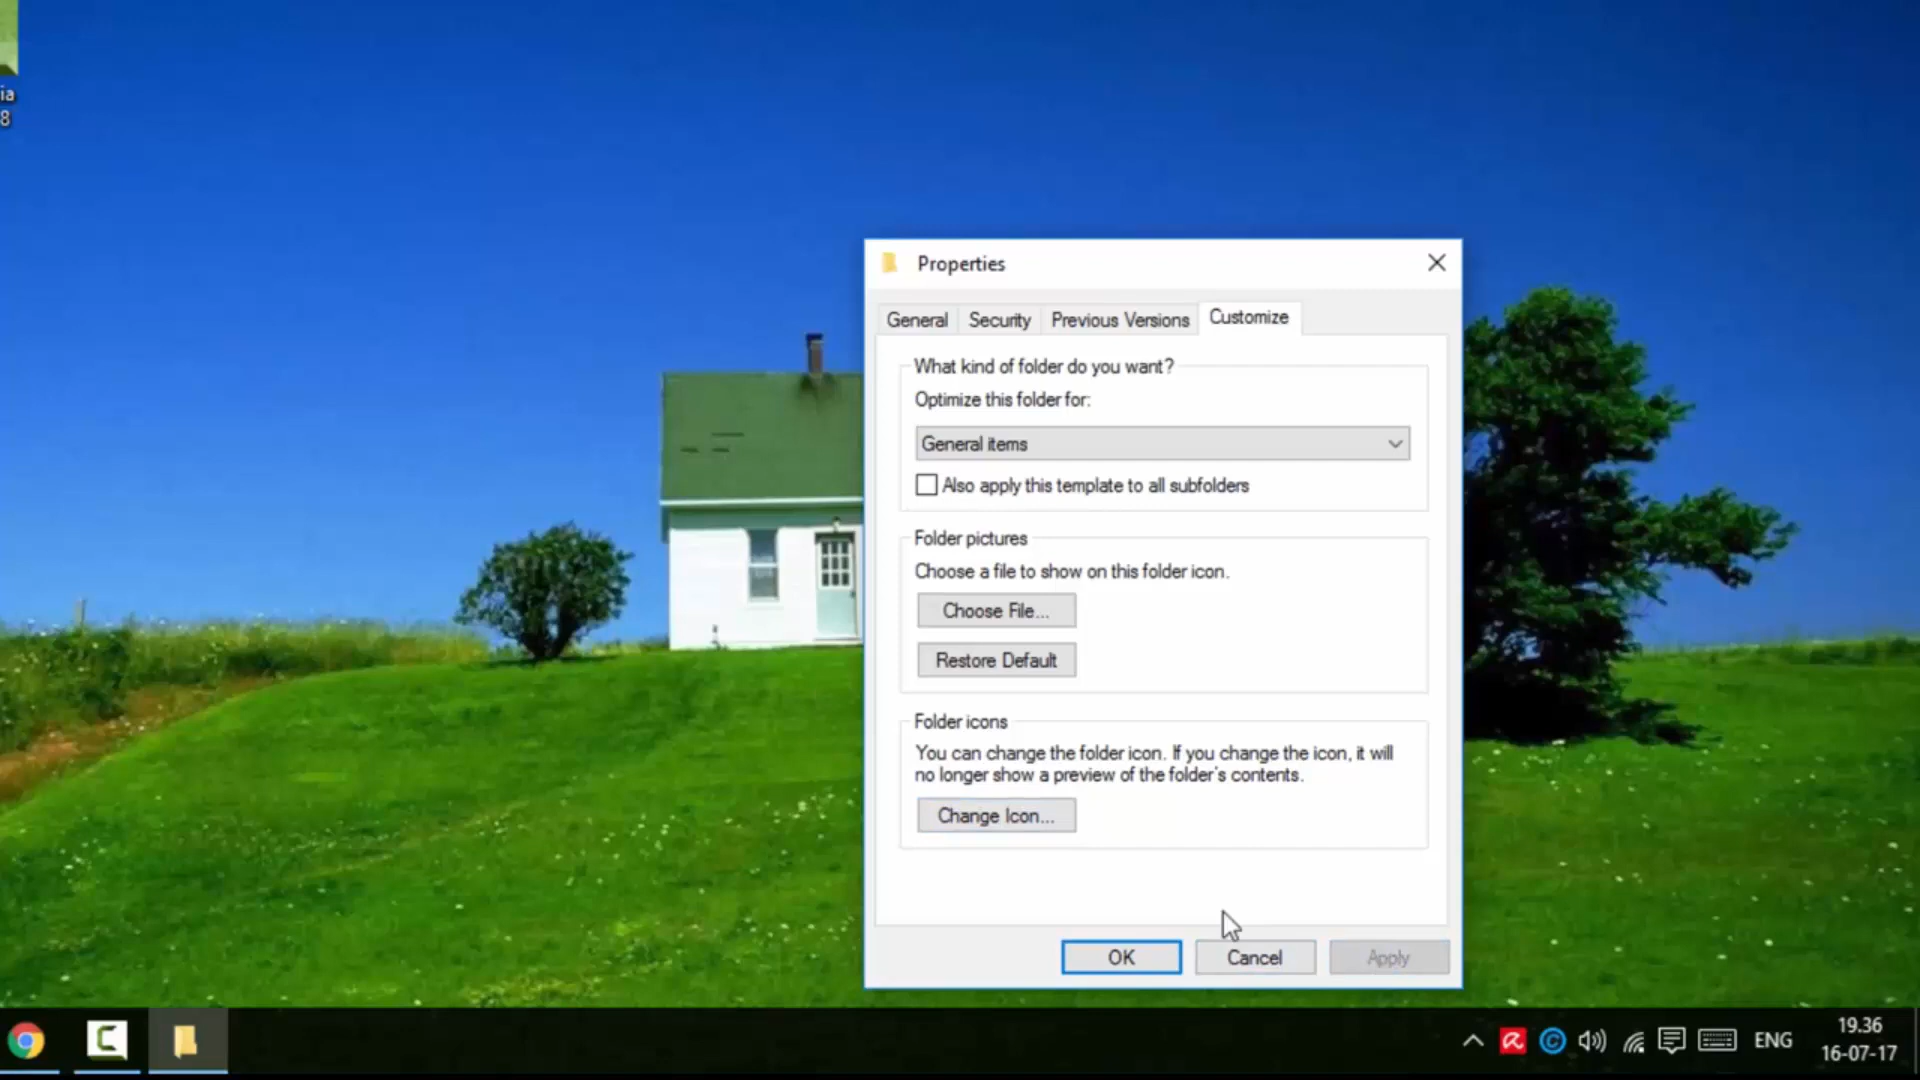 ia
8
Properties
General
Security
Previous Versions
Customize
What kind of folder do you want?
Optimize this folder for:
General items
Also apply this template to all subfolders
Folder pictures
Choose a file to show on this folder icon.
Choose File...
Restore Default
Folder icons
You can change the folder icon. If you change the icon, it will
no longer show a preview of the folder's contents.
Change Icon...
OK
Cancel
Apply
ENG
19.36
16-07-17